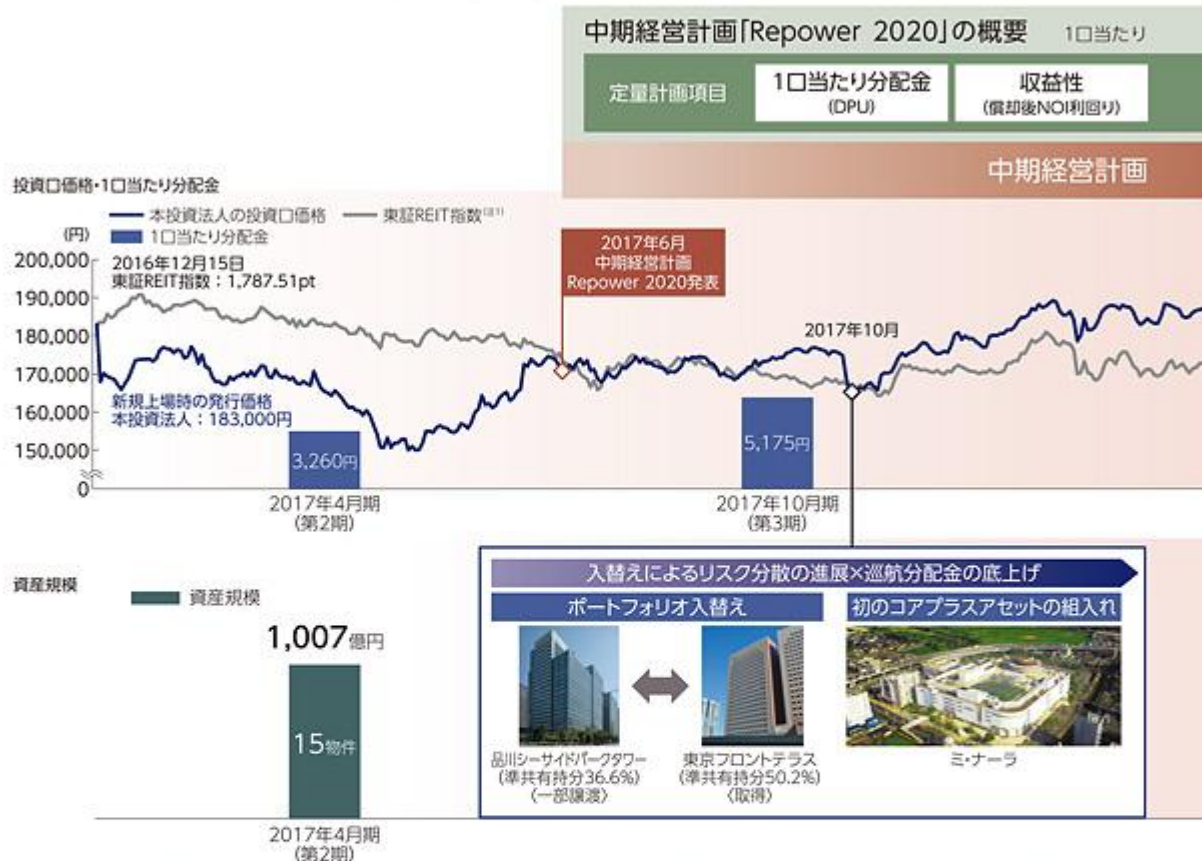 中期経営計画「Repower 2020」の概要 1口当たり
定量計画項目
1口当たり分配金
(DPU)
収益性
(償却後NOI利回り)
中期経営計画
投資口価格・1口当たり分配金
本投資法人の投資口価格
東証REIT指数(注1)
1口当たり分配金
(円)
200,000
190,000
180,000
170,000
160,000
150,000
0
2016年12月15日
東証REIT指数：1,787.51pt
新規上場時の発行価格
本投資法人：183,000円
2017年6月
中期経営計画
Repower 2020発表
2017年10月
3,260円
5,175円
2017年4月期
(第2期)
2017年10月期
(第3期)
資産規模
資産規模
1,007億円
15物件
2017年4月期
(第2期)
入替えによるリスク分散の進展×巡航分配金の底上げ
ポートフォリオ入替え
初のコアプラスアセットの組入れ
品川シーサイドパークタワー
(準共有持分36.6%)
〈一部譲渡〉
東京フロントテラス
(準共有持分50.2%)
〈取得〉
ミ・ナーラ